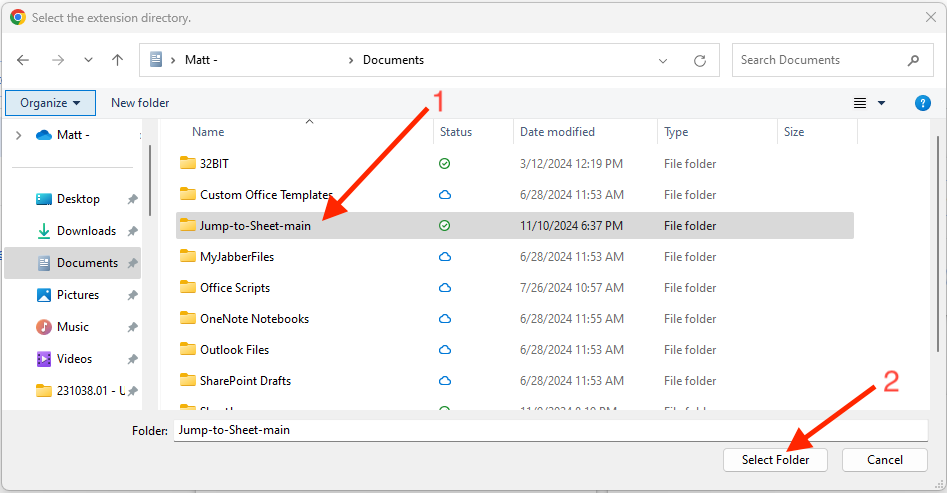 Select the extension directory.
Matt - Documents Search Documents
Organize New folder
1
Name Status Date modified Type Size
Matt -
Desktop
Downloads
Documents
Pictures
Music
Videos
231038.01 -
32BIT 3/12/2024 12:19 PM File folder
Custom Office Templates 6/28/2024 11:53 AM File folder
Jump-to-Sheet-main 11/10/2024 6:37 PM File folder
MyJabberFiles 6/28/2024 11:53 AM File folder
Office Scripts 7/26/2024 10:57 AM File folder
OneNote Notebooks 6/28/2024 11:55 AM File folder
Outlook Files 6/28/2024 11:53 AM File folder
SharePoint Drafts 6/28/2024 11:53 AM File folder
2
Folder: Jump-to-Sheet-main
Select Folder Cancel